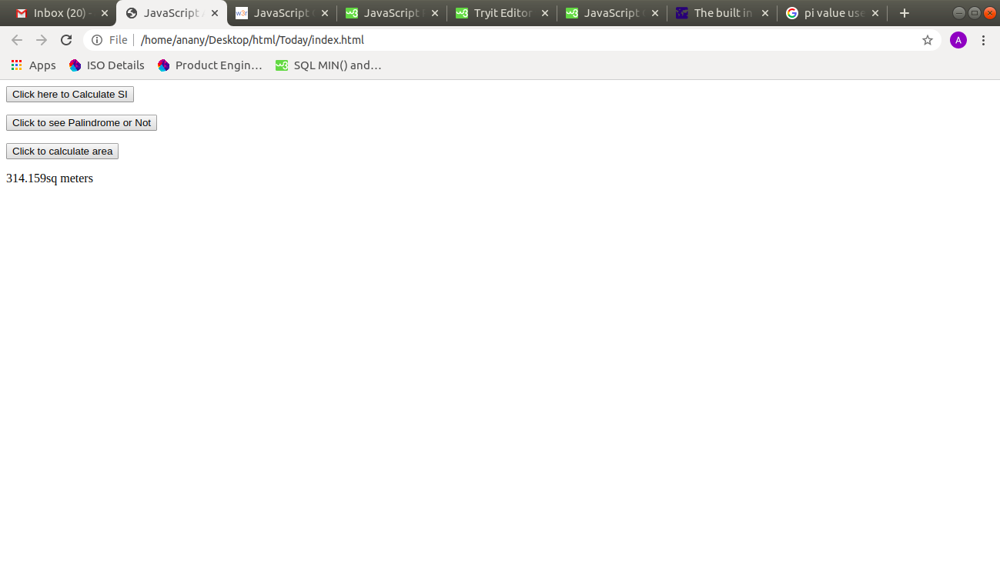 Inbox (20) -
JavaScript A
JavaScript
JavaScript
Tryit Editor
JavaScript
The built in
pi value use
File
/home/anany/Desktop/html/Today/index.html
A
Apps
ISO Details
Product Engin...
SQL MIN() and...
Click here to Calculate SI
Click to see Palindrome or Not
Click to calculate area
314.159sq meters